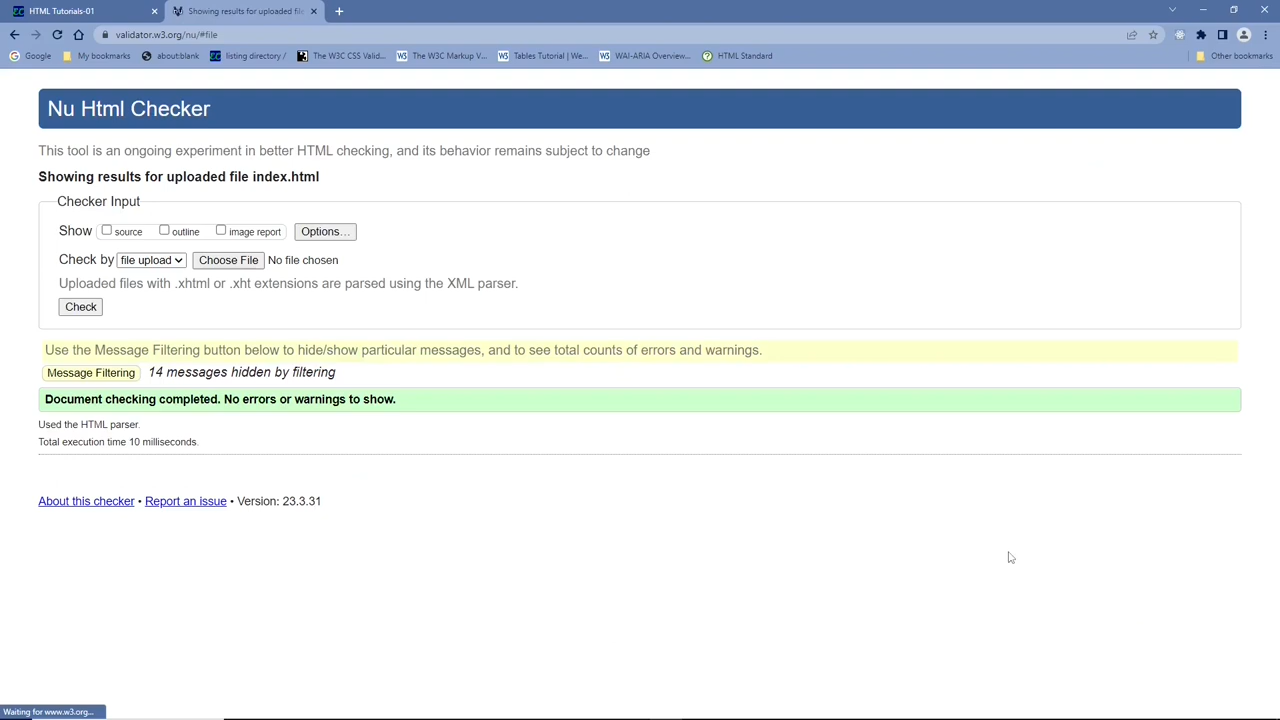 HTML Tutorials-01
Showing results for uploaded file
validator.w3.org/nu/#file
Google
My bookmarks
about:blank
listing directory /
The W3C CSS Valid...
The W3C Markup V...
Tables Tutorial | We...
WAI-ARIA Overview...
HTML Standard
Other bookmarks
Nu Html Checker
This tool is an ongoing experiment in better HTML checking, and its behavior remains subject to change
Showing results for uploaded file index.html
Checker Input
Show source outline image report Options...
Check by file upload Choose File No file chosen
Uploaded files with .xhtml or .xht extensions are parsed using the XML parser.
Check
Use the Message Filtering button below to hide/show particular messages, and to see total counts of errors and warnings.
Message Filtering 14 messages hidden by filtering
Document checking completed. No errors or warnings to show.
Used the HTML parser.
Total execution time 10 milliseconds.
About this checker • Report an issue • Version: 23.3.31
Waiting for www.w3.org...